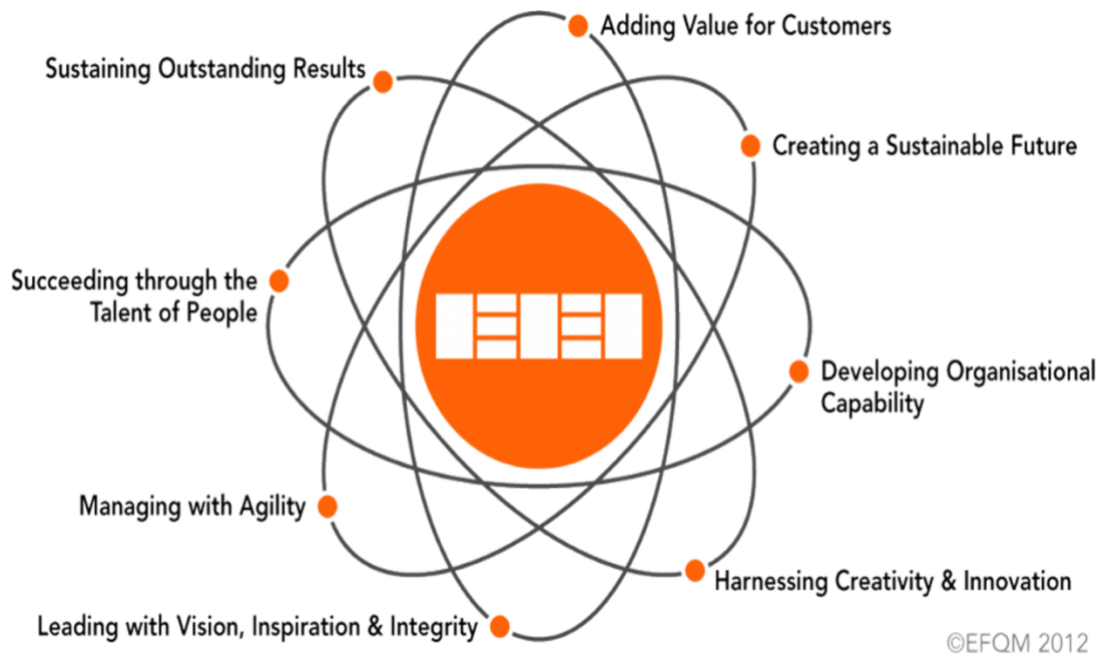 Adding Value for Customers
Sustaining Outstanding Results
Creating a Sustainable Future
Succeeding through the
Talent of People
Developing Organisational
Capability
Managing with Agility
Harnessing Creativity & Innovation
Leading with Vision, Inspiration & Integrity
©EFQM 2012